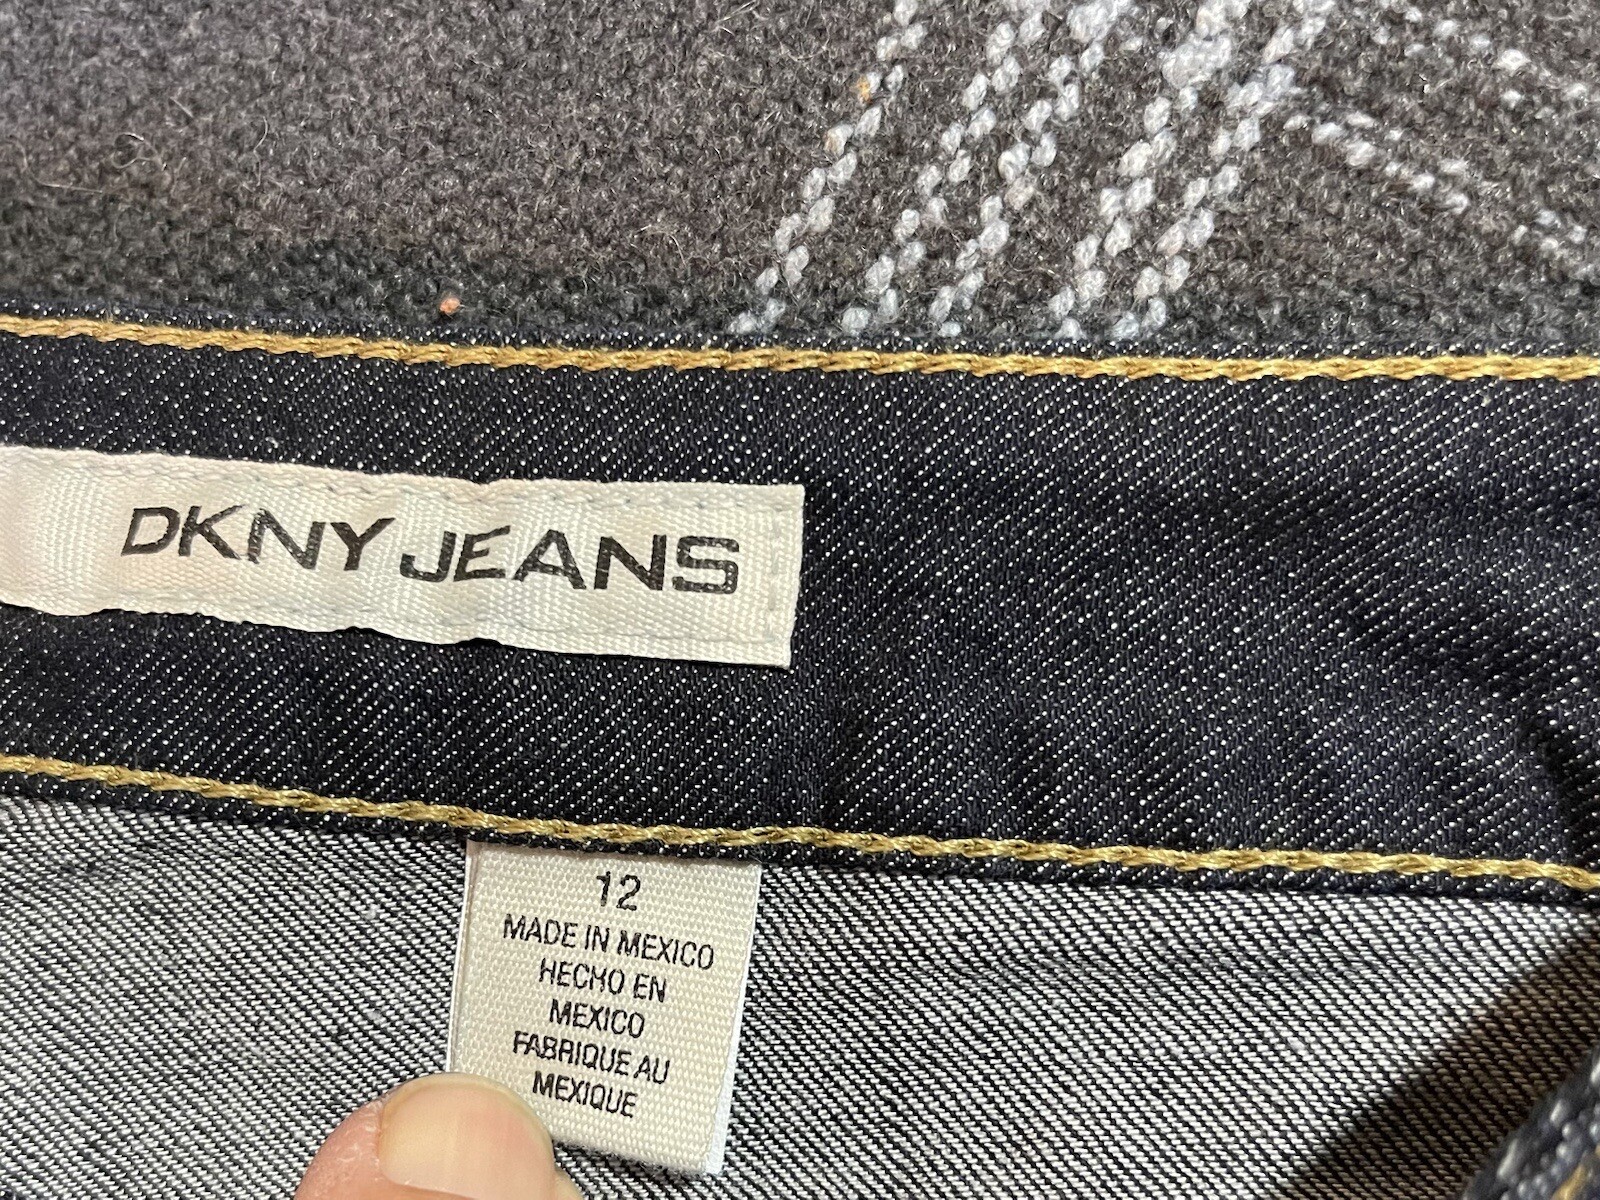 DKNY JEANS
12
MADE IN MEXICO
HECHO EN
MEXICO
FABRIQUE AU
MEXIQUE